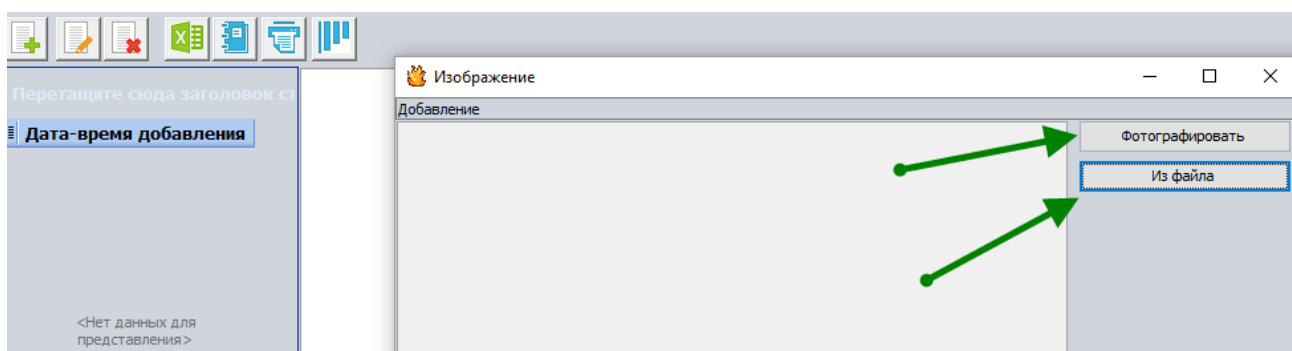 Изображение
Перетащите сюда заголовок ст
Добавление
Дата-время добавления
Фотографировать
Из файла
<Нет данных для
представления>